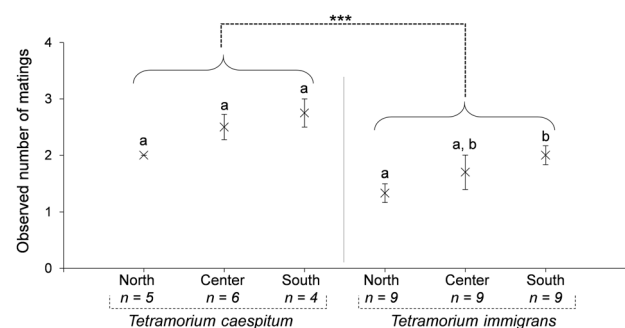 ***
Observed number of matings
4
3
2
1
0
a
a
a
a
a, b
b
North
Center
South
North
Center
South
n = 5
n = 6
n = 4
n = 9
n = 9
n = 9
Tetramorium caespitum
Tetramorium immigrans